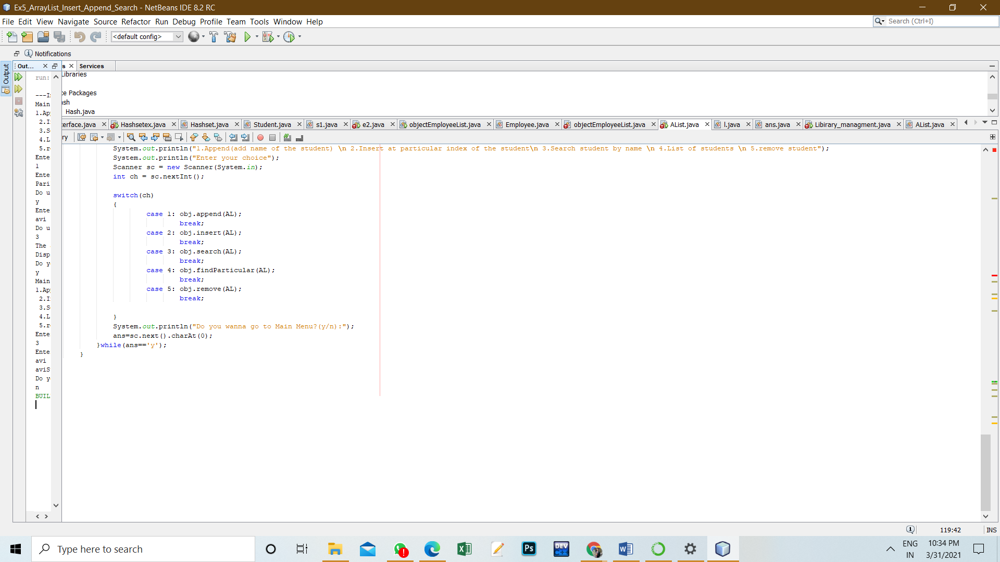 Ex5_ArrayList_Insert_Append_Search - NetBeans IDE 8.2 RC
File Edit View Navigate Source Refactor Run Debug Profile Team Tools Window Help
Search (Ctrl+I)
<default config>
Notifications
Output
Out...
s
Services
Libraries
ce Packages
ash
Hash.java
run:
---I
Main
1.Ap
2.I
3.S
4.L
5.r
Ente
1
Ente
Pari
Do u
y
Ente
avi
Do u
3
The
Disp
Do y
y
Main
1.Ap
2.I
3.S
4.L
5.r
Ente
3
Ente
avi
aviS
Do y
n
BUIL
terface.java Hashsetex.java Hashset.java Student.java s1.java e2.java objectEmployeeList.java Employee.java objectEmployeeList.java AList.java l.java ans.java Libirary_managment.java AList.java
ry
System.out.println("1.Append(add name of the student) \n 2.Insert at particular index of the student\n 3.Search student by name \n 4.List of students \n 5.remove student");
System.out.println("Enter your choice");
Scanner sc = new Scanner(System.in);
int ch = sc.nextInt();
switch(ch)
{
case 1: obj.append(AL);
break;
case 2: obj.insert(AL);
break;
case 3: obj.search(AL);
break;
case 4: obj.findParticular(AL);
break;
case 5: obj.remove(AL);
break;
}
System.out.println("Do you wanna go to Main Menu?(y/n):");
ans=sc.next().charAt(0);
}while(ans=='y');
}
119:42 INS
Type here to search
Ps
DEV C++
ENG
IN
10:34 PM
3/31/2021